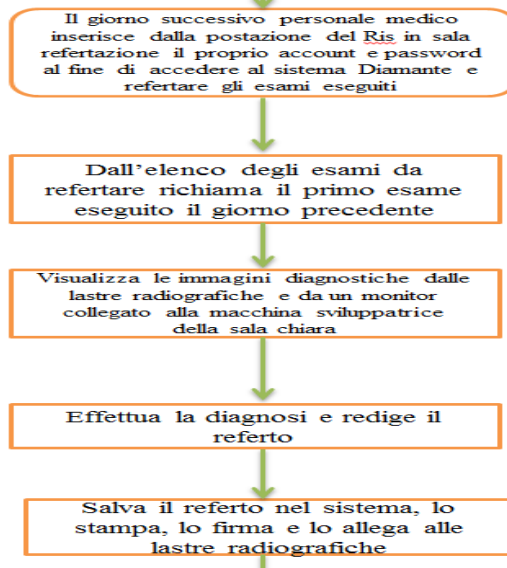 Il giorno successivo personale medico
inserisce dalla postazione del Ris in sala
refertazione il proprio account e password
al fine di accedere al sistema Diamante e
refertare gli esami eseguiti
Dall'elenco degli esami da
refertare richiama il primo esame
eseguito il giorno precedente
Visualizza le immagini diagnostiche dalle
lastre radiografiche e da un monitor
collegato alla macchina sviluppatrice
della sala chiara
Effettua la diagnosi e redige il
referto
Salva il referto nel sistema, lo
stampa, lo firma e lo allega alle
lastre radiografiche